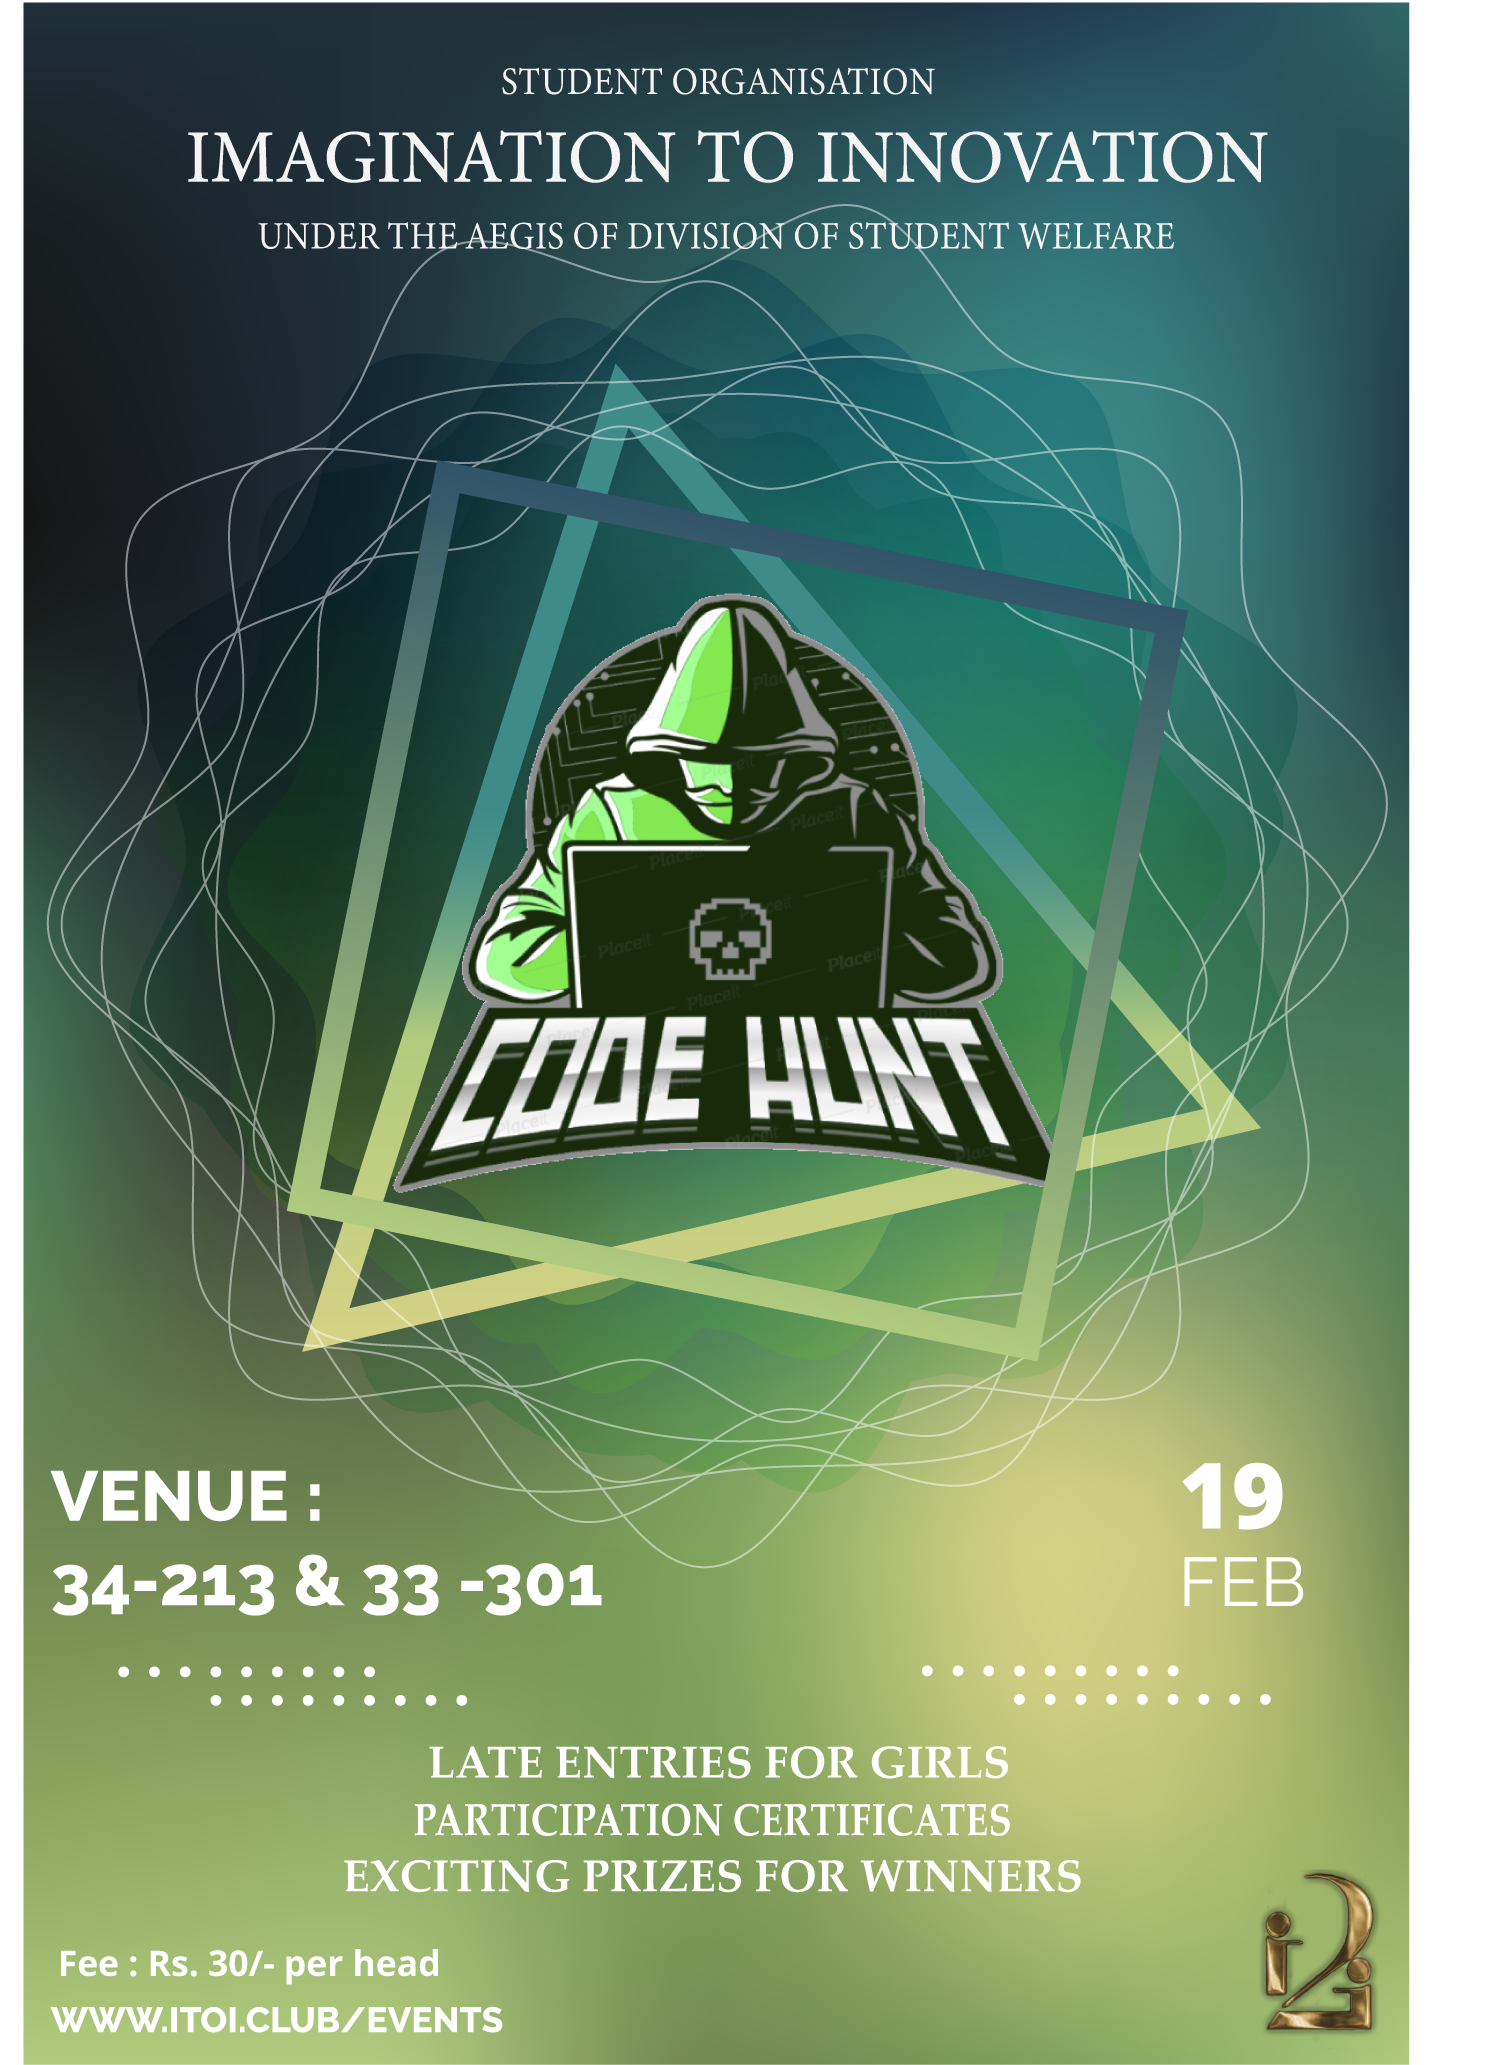 STUDENT ORGANISATION
IMAGINATION TO INNOVATION
UNDER THE AEGIS OF DIVISION OF STUDENT WELFARE
Placeit
CODE HUNT
VENUE :
34-213 & 33 -301
19
FEB
LATE ENTRIES FOR GIRLS
PARTICIPATION CERTIFICATES
EXCITING PRIZES FOR WINNERS
Fee : Rs. 30/- per head
WWW.ITOI.CLUB/EVENTS
i2i